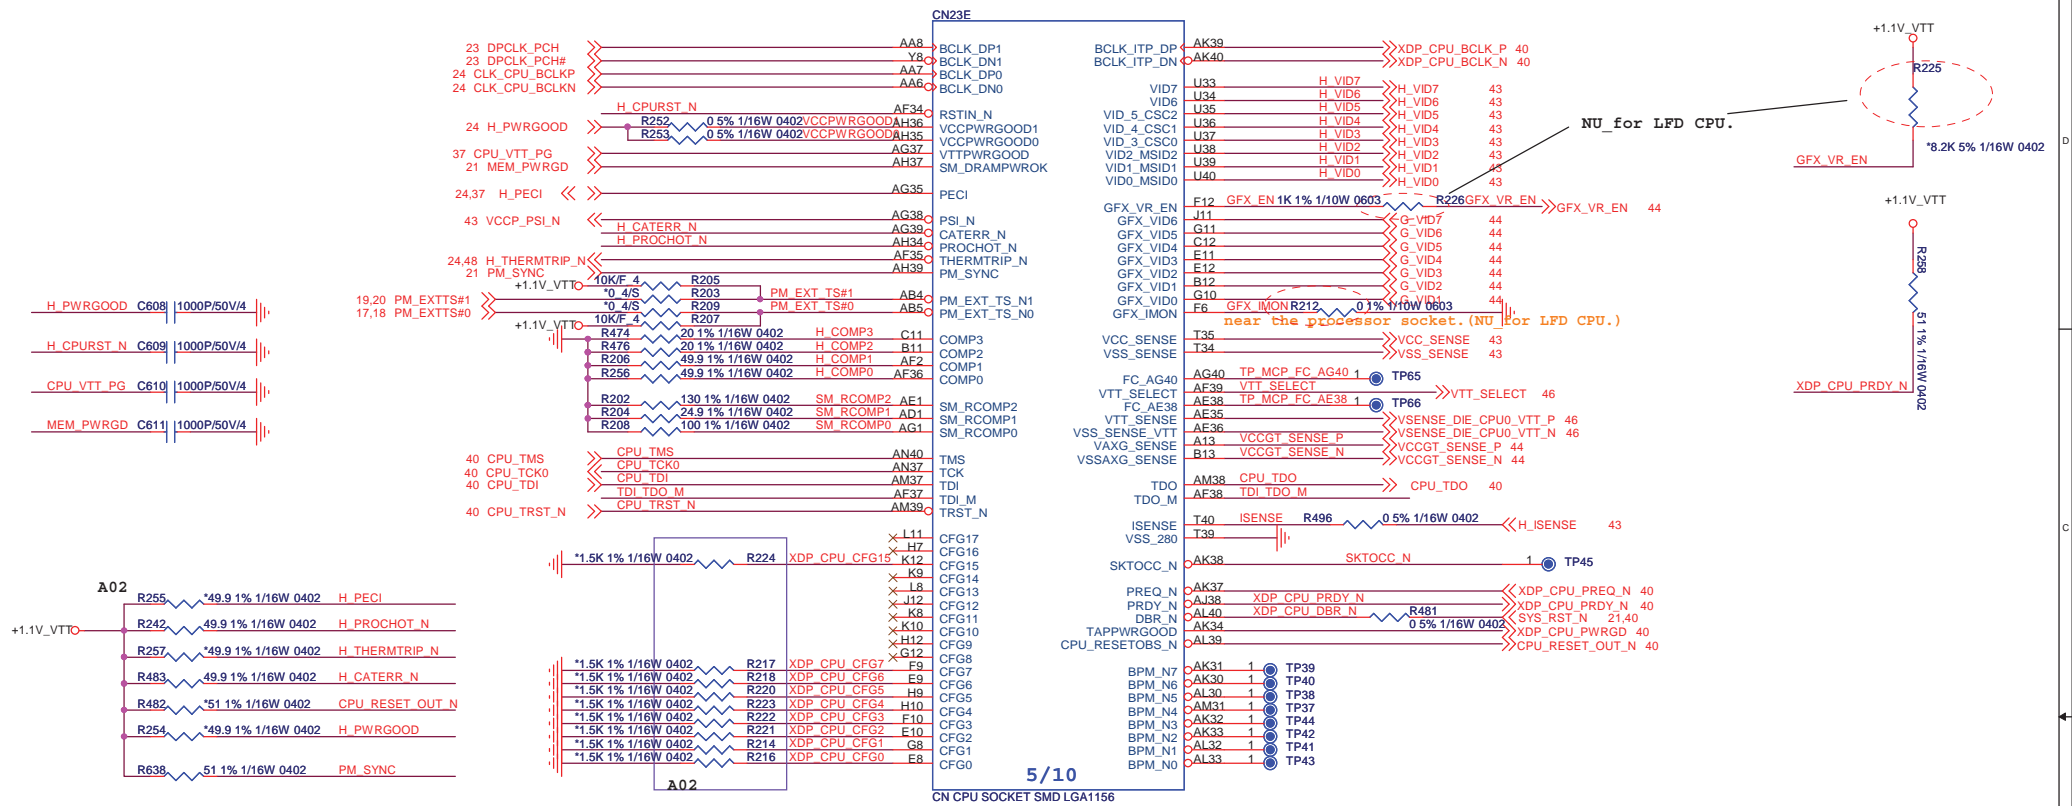 CN23E
23 DPCLK_PCH AA8 BCLK_DP1
23 DPCLK_PCH# Y8 BCLK_DN1
24 CLK_CPU_BCLKP AA7 BCLK_DP0
24 CLK_CPU_BCLKN AA6 BCLK_DN0
H_CPURST_N AF34 RSTIN_N
24 H_PWRGOOD R252 0 5% 1/16W 0402 VCCPWRGOOD1 AH36 VCCPWRGOOD1
R253 0 5% 1/16W 0402 AH35 VCCPWRGOOD0
37 CPU_VTT_PG AG37 VTTPWRGOOD
21 MEM_PWRGD AH37 SM_DRAMPWROK
24,37 H_PECI AG35 PECI
43 VCCP_PSI_N AG38 PSI_N
H_CATERR_N AG39 CATERR_N
H_PROCHOT_N AH34 PROCHOT_N
24,48 H_THERMTRIP_N AF35 THERMTRIP_N
21 PM_SYNC AH39 PM_SYNC
+1.1V_VTT 10K/F_4 R205
19,20 PM_EXTTS#1 *0_4/S R203 PM_EXT_TS#1 AB4 PM_EXT_TS_N1
17,18 PM_EXTTS#0 *0_4/S R209 PM_EXT_TS#0 AB5 PM_EXT_TS_N0
+1.1V_VTT 10K/F_4 R207
R474 20 1% 1/16W 0402 H_COMP3 C11 COMP3
R476 20 1% 1/16W 0402 H_COMP2 B11 COMP2
R206 49.9 1% 1/16W 0402 H_COMP1 AF2 COMP1
R256 49.9 1% 1/16W 0402 H_COMP0 AF36 COMP0
R202 130 1% 1/16W 0402 SM_RCOMP2 AE1 SM_RCOMP2
R204 24.9 1% 1/16W 0402 SM_RCOMP1 AD1 SM_RCOMP1
R208 100 1% 1/16W 0402 SM_RCOMP0 AG1 SM_RCOMP0
40 CPU_TMS CPU_TMS AN40 TMS
40 CPU_TCK0 CPU_TCK0 AN37 TCK
40 CPU_TDI CPU_TDI AM37 TDI
TDI_TDO_M AF37 TDI_M
40 CPU_TRST_N CPU_TRST_N AM39 TRST_N
L11 CFG17
H7 CFG16
*1.5K 1% 1/16W 0402 R224 XDP_CPU_CFG15 K12 CFG15
K9 CFG14
L8 CFG13
J12 CFG12
K8 CFG11
K10 CFG10
H12 CFG9
G12 CFG8
*1.5K 1% 1/16W 0402 R217 XDP_CPU_CFG7 F9 CFG7
*1.5K 1% 1/16W 0402 R218 XDP_CPU_CFG6 E9 CFG6
*1.5K 1% 1/16W 0402 R220 XDP_CPU_CFG5 H9 CFG5
*1.5K 1% 1/16W 0402 R223 XDP_CPU_CFG4 H10 CFG4
*1.5K 1% 1/16W 0402 R222 XDP_CPU_CFG3 F10 CFG3
*1.5K 1% 1/16W 0402 R221 XDP_CPU_CFG2 E10 CFG2
*1.5K 1% 1/16W 0402 R214 XDP_CPU_CFG1 G8 CFG1
*1.5K 1% 1/16W 0402 R216 XDP_CPU_CFG0 E8 CFG0
A02
5/10
CN CPU SOCKET SMD LGA1156
H_PWRGOOD C608 1000P/50V/4
H_CPURST_N C609 1000P/50V/4
CPU_VTT_PG C610 1000P/50V/4
MEM_PWRGD C611 1000P/50V/4
A02
+1.1V_VTT
R255 *49.9 1% 1/16W 0402 H_PECI
R242 49.9 1% 1/16W 0402 H_PROCHOT_N
R257 *49.9 1% 1/16W 0402 H_THERMTRIP_N
R483 49.9 1% 1/16W 0402 H_CATERR_N
R482 *51 1% 1/16W 0402 CPU_RESET_OUT_N
R254 *49.9 1% 1/16W 0402 H_PWRGOOD
R638 51 1% 1/16W 0402 PM_SYNC
BCLK_ITP_DP AK39 XDP_CPU_BCLK_P 40
BCLK_ITP_DN AK40 XDP_CPU_BCLK_N 40
VID7 U33 H_VID7 H_VID7 43
VID6 U34 H_VID6 H_VID6 43
VID_5_CSC2 U35 H_VID5 H_VID5 43
VID_4_CSC1 U36 H_VID4 H_VID4 43
VID_3_CSC0 U37 H_VID3 H_VID3 43
VID2_MSID2 U38 H_VID2 H_VID2 43
VID1_MSID1 U39 H_VID1 H_VID1 43
VID0_MSID0 U40 H_VID0 H_VID0 43
GFX_VR_EN F12 GFX_EN 1K 1% 1/10W 0603 R226 GFX_VR_EN GFX_VR_EN 44
GFX_VID6 J11 G_VID7 44
GFX_VID5 G11 G_VID6 44
GFX_VID4 C12 G_VID5 44
GFX_VID3 E11 G_VID4 44
GFX_VID2 E12 G_VID3 44
GFX_VID1 B12 G_VID2 44
GFX_VID0 G10 G_VID1 44
GFX_IMON F6 GFX_IMON R212 0 1% 1/10W 0603
near the processor socket.(NU_for LFD CPU.)
VCC_SENSE T35 VCC_SENSE 43
VSS_SENSE T34 VSS_SENSE 43
FC_AG40 AG40 TP_MCP_FC_AG40 1 TP65
VTT_SELECT AF39 VTT_SELECT VTT_SELECT 46
FC_AE38 AE38 TP_MCP_FC_AE38 1 TP66
VTT_SENSE AE35 VSENSE_DIE_CPU0_VTT_P 46
VSS_SENSE_VTT AE36 VSENSE_DIE_CPU0_VTT_N 46
VAXG_SENSE A13 VCCGT_SENSE_P VCCGT_SENSE_P 44
VSSAXG_SENSE B13 VCCGT_SENSE_N VCCGT_SENSE_N 44
TDO AM38 CPU_TDO CPU_TDO 40
TDO_M AF38 TDI_TDO_M
ISENSE T40 ISENSE R496 0 5% 1/16W 0402 H_ISENSE 43
VSS_280 T39
SKTOCC_N AK38 SKTOCC_N 1 TP45
PREQ_N AK37 XDP_CPU_PREQ_N 40
PRDY_N AJ38 XDP_CPU_PRDY_N XDP_CPU_PRDY_N 40
DBR_N AL40 XDP_CPU_DBR_N R481 SYS_RST_N 21,40
TAPPWRGOOD AK34 0 5% 1/16W 0402 XDP_CPU_PWRGD 40
CPU_RESETOBS_N AL39 CPU_RESET_OUT_N 40
BPM_N7 AK31 1 TP39
BPM_N6 AK30 1 TP40
BPM_N5 AL30 1 TP38
BPM_N4 AM31 1 TP37
BPM_N3 AK32 1 TP44
BPM_N2 AK33 1 TP42
BPM_N1 AL32 1 TP41
BPM_N0 AL33 1 TP43
NU_for LFD CPU.
+1.1V_VTT
R225
*8.2K 5% 1/16W 0402
GFX_VR_EN
+1.1V_VTT
R258
51 1% 1/16W 0402
XDP_CPU_PRDY_N
D
C